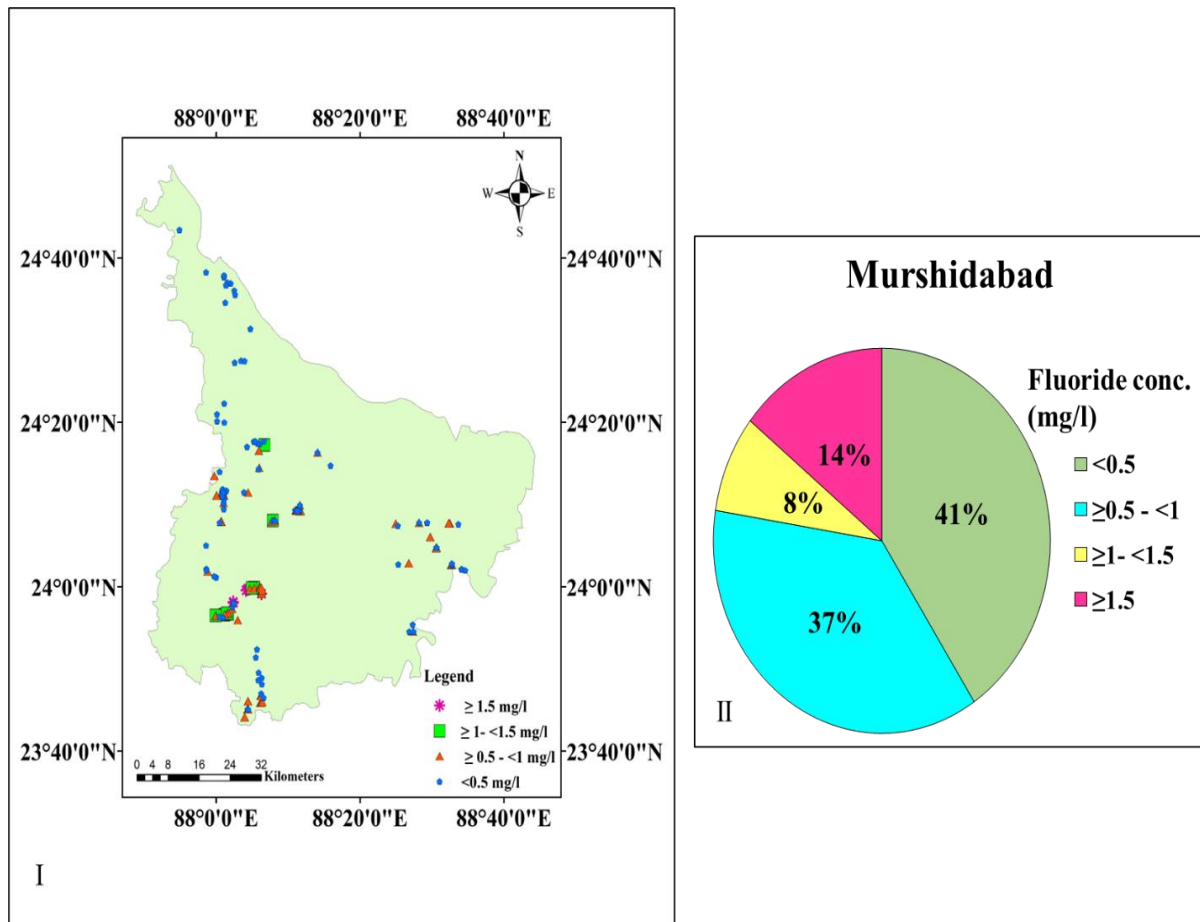 88°0'0"E 88°20'0"E 88°40'0"E
N
W E
S
24°40'0"N 24°40'0"N
24°20'0"N 24°20'0"N
24°0'0"N 24°0'0"N
23°40'0"N 23°40'0"N
Legend
≥ 1.5 mg/l
≥ 1- <1.5 mg/l
≥ 0.5 - <1 mg/l
<0.5 mg/l
0 4 8 16 24 32
Kilometers
88°0'0"E 88°20'0"E 88°40'0"E
I
Murshidabad
Fluoride conc.
(mg/l)
<0.5
≥0.5 - <1
≥1- <1.5
≥1.5
14%
41%
8%
37%
II